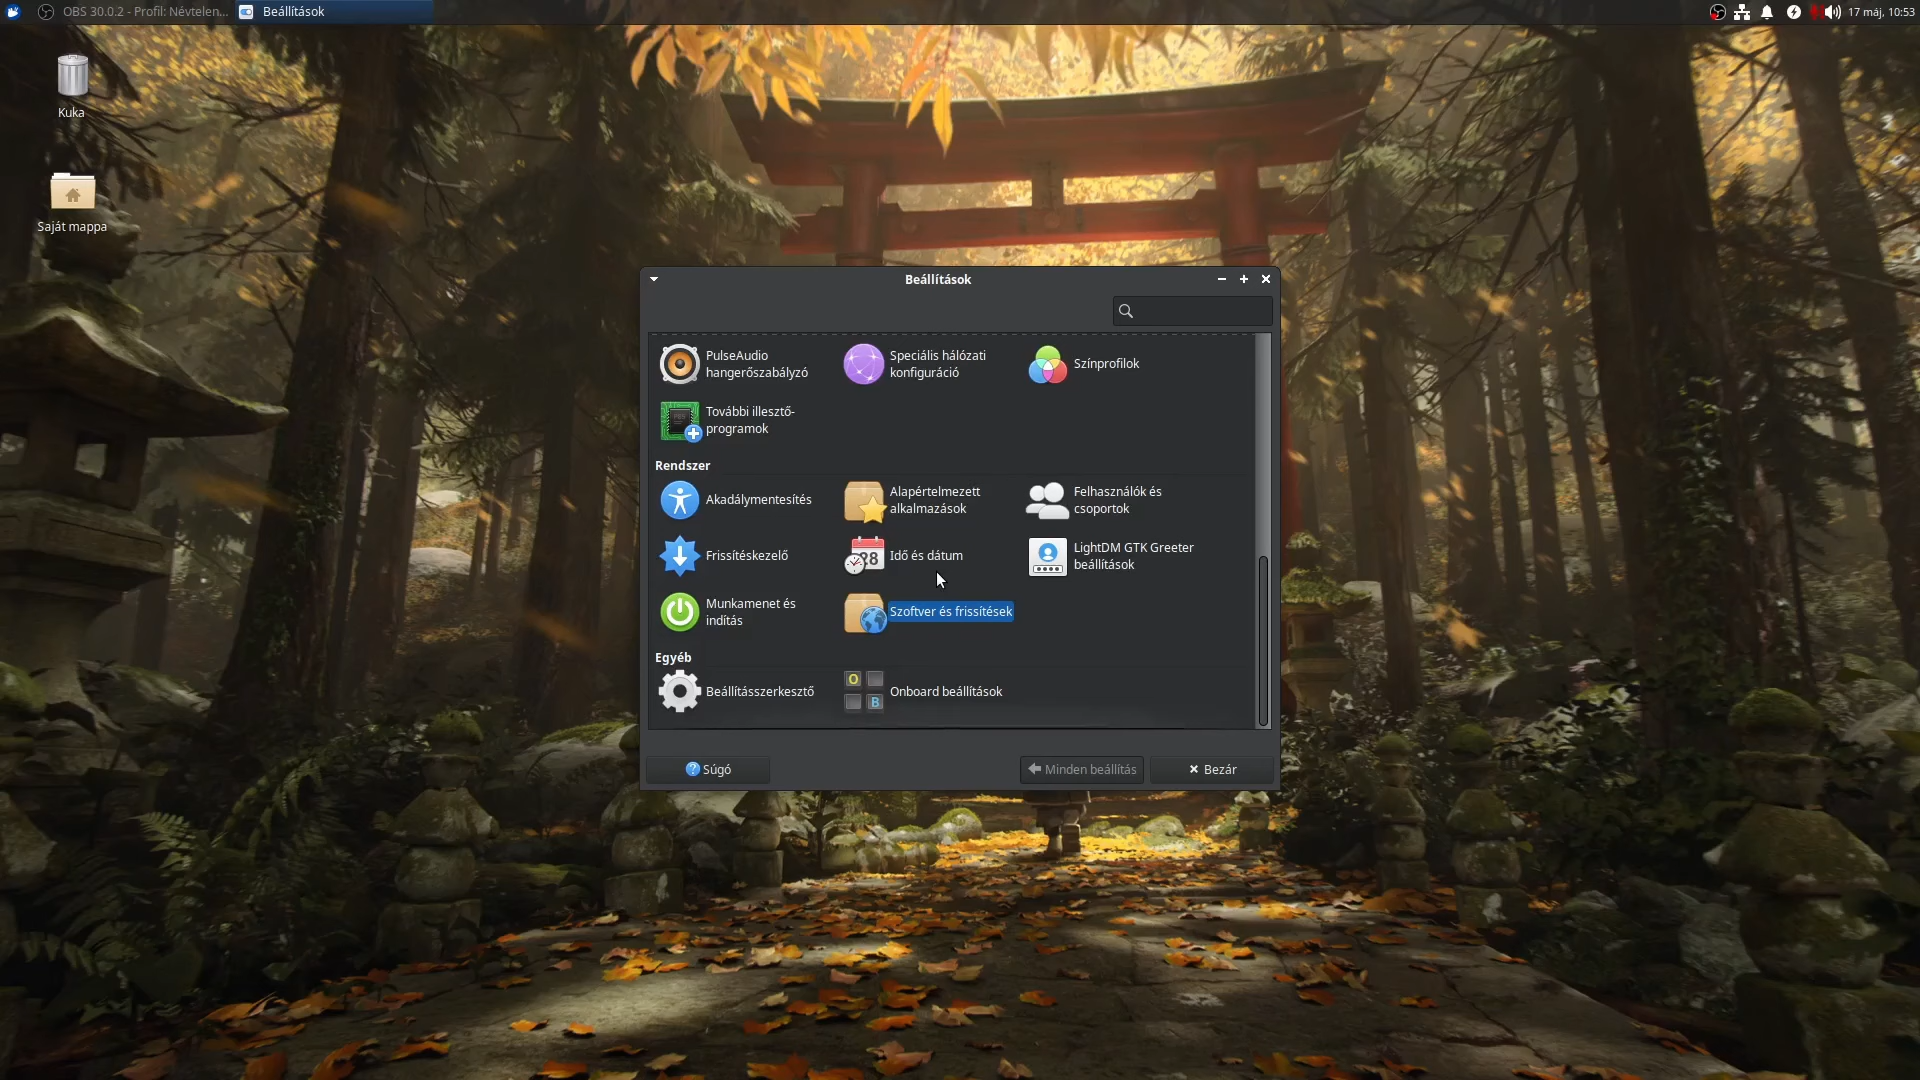 OBS 30.0.2 - Profil: Névtelen...
Beállítások
17 máj, 10:53
Kuka
Saját mappa
Beállítások
PulseAudio
hangerőszabályzó
Speciális hálózati
konfiguráció
Színprofilok
További illesztő-
programok
Rendszer
Akadálymentesítés
Alapértelmezett
alkalmazások
Felhasználók és
csoportok
Frissítéskezelő
28
Idő és dátum
LightDM GTK Greeter
beállítások
Munkamenet és
indítás
Szoftver és frissítések
Egyéb
Beállításszerkesztő
O
B
Onboard beállítások
Súgó
Minden beállítás
Bezár